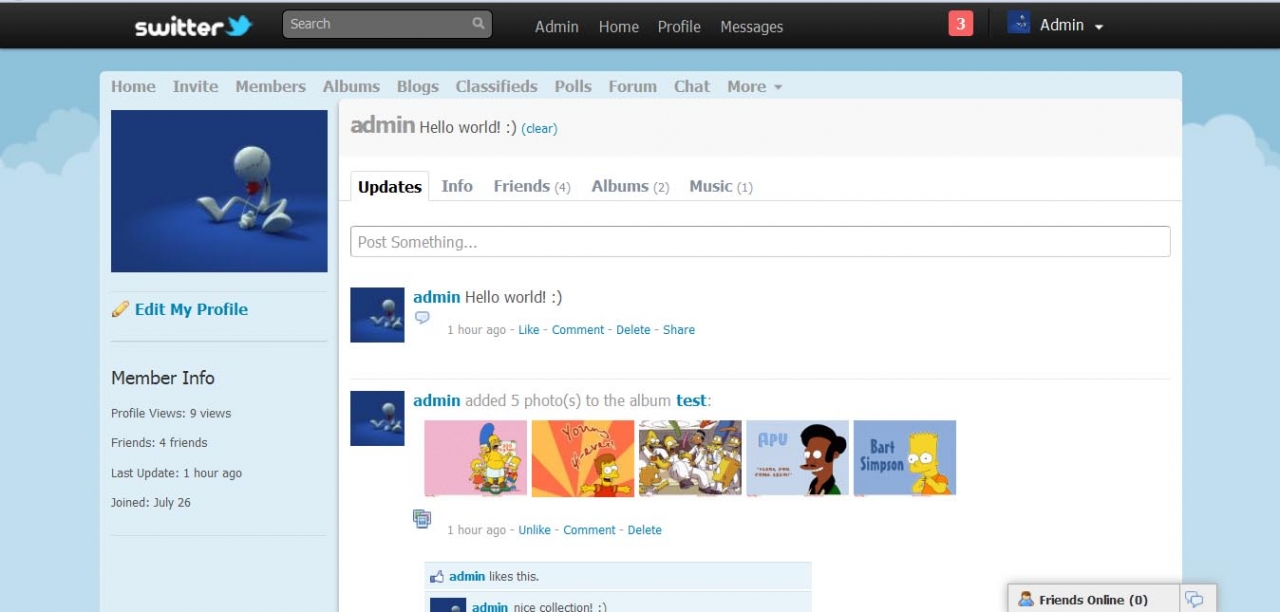 switter Search Admin Home Profile Messages 3 Admin
Home Invite Members Albums Blogs Classifieds Polls Forum Chat More
admin Hello world! :) (clear)
Updates Info Friends (4) Albums (2) Music (1)
Post Something...
Edit My Profile
admin Hello world! :)
1 hour ago - Like - Comment - Delete - Share
Member Info
Profile Views: 9 views
Friends: 4 friends
Last Update: 1 hour ago
Joined: July 26
admin added 5 photo(s) to the album test:
APU
Bart
Simpson
1 hour ago - Unlike - Comment - Delete
admin likes this.
admin nice collection! :)
Friends Online (0)